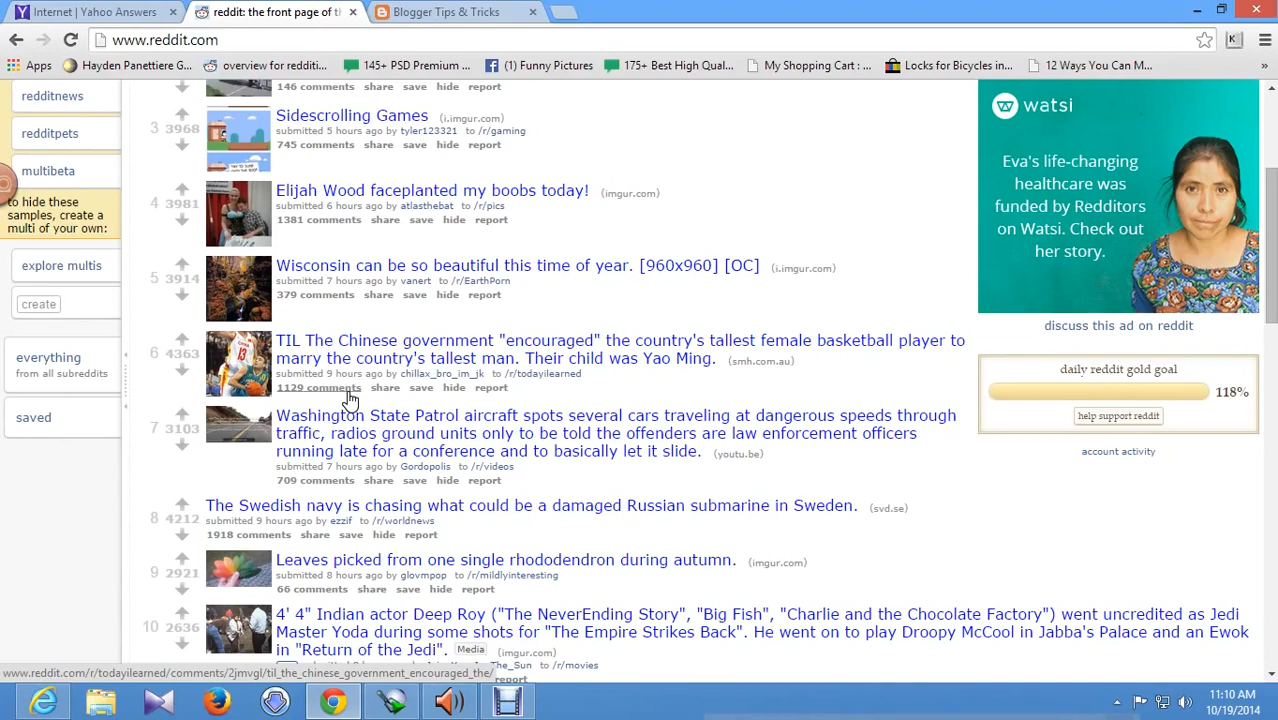 Internet | Yahoo Answers
reddit: the front page of t
Blogger Tips & Tricks
www.reddit.com
Apps
Hayden Panettiere G...
overview for redditi...
145+ PSD Premium ...
(1) Funny Pictures
175+ Best High Qual...
My Shopping Cart : ...
Locks for Bicycles in...
12 Ways You Can M...
»
redditnews
redditpets
multibeta
to hide these
samples, create a
multi of your own:
explore multis
create
everything
from all subreddits
saved
146 comments share save hide report
3 3968
Sidescrolling Games (i.imgur.com)
submitted 5 hours ago by tyler123321 to /r/gaming
745 comments share save hide report
4 3981
Elijah Wood faceplanted my boobs today! (imgur.com)
submitted 6 hours ago by atlasthebat to /r/pics
1381 comments share save hide report
5 3914
Wisconsin can be so beautiful this time of year. [960x960] [OC] (i.imgur.com)
submitted 7 hours ago by vanert to /r/EarthPorn
379 comments share save hide report
6 4363
TIL The Chinese government "encouraged" the country's tallest female basketball player to
marry the country's tallest man. Their child was Yao Ming. (smh.com.au)
submitted 9 hours ago by chillax_bro_im_jk to /r/todayilearned
1129 comments share save hide report
7 3103
Washington State Patrol aircraft spots several cars traveling at dangerous speeds through
traffic, radios ground units only to be told the offenders are law enforcement officers
running late for a conference and to basically let it slide. (youtu.be)
submitted 7 hours ago by Gordopolis to /r/videos
709 comments share save hide report
8 4212
The Swedish navy is chasing what could be a damaged Russian submarine in Sweden. (svd.se)
submitted 9 hours ago by ezzif to /r/worldnews
1918 comments share save hide report
9 2921
Leaves picked from one single rhododendron during autumn. (imgur.com)
submitted 8 hours ago by glovmpop to /r/mildlyinteresting
66 comments share save hide report
10 2636
4' 4" Indian actor Deep Roy ("The NeverEnding Story", "Big Fish", "Charlie and the Chocolate Factory") went uncredited as Jedi
Master Yoda during some shots for "The Empire Strikes Back". He went on to play Droopy McCool in Jabba's Palace and an Ewok
in "Return of the Jedi". Media (imgur.com)
The_Sun to /r/movies
report
watsi
Eva's life-changing
healthcare was
funded by Redditors
on Watsi. Check out
her story.
discuss this ad on reddit
daily reddit gold goal
118%
help support reddit
account activity
www.reddit.com/r/todayilearned/comments/2jmvgl/til_the_chinese_government_encouraged_the/
11:10 AM
10/19/2014